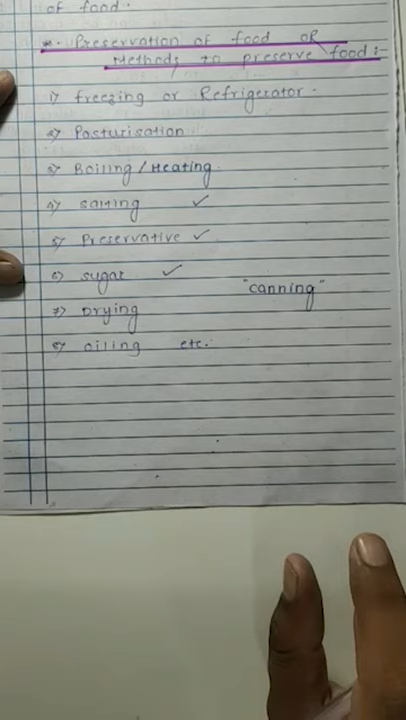 of food.
*. Preservation of food OR
Methods to preserve food :-
1) freezing or Refrigerator.
2) Pasturisation
3) Boiling / Heating
4) salting ✓
5) Preservative ✓
6) sugar ✓
"canning"
7) Drying
8) oiling etc.